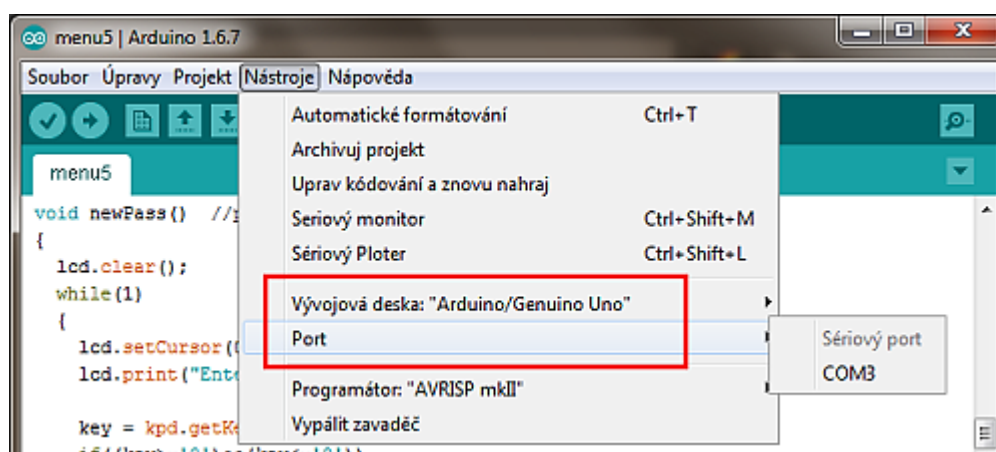 menu5 | Arduino 1.6.7
Soubor Úpravy Projekt Nástroje Nápověda
menu5
Automatické formátování Ctrl+T
Archivuj projekt
Uprav kódování a znovu nahraj
Seriový monitor Ctrl+Shift+M
Sériový Ploter Ctrl+Shift+L
Vývojová deska: "Arduino/Genuino Uno"
Port
Sériový port
COM3
Programátor: "AVRISP mkII"
Vypálit zavaděč
void newPass() //
{
lcd.clear();
while(1)
{
lcd.setCursor(
lcd.print("Ente
key = kpd.getKe